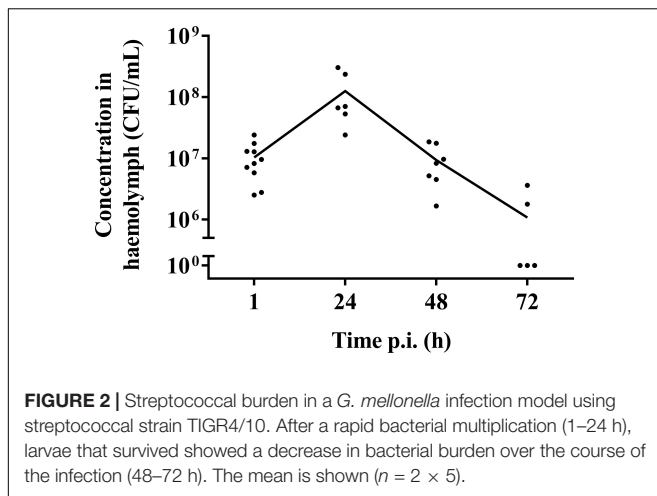 10⁹
10⁸
10⁷
10⁶
10⁰
Concentration in
haemolymph (CFU/mL)
1 24 48 72
Time p.i. (h)
FIGURE 2 | Streptococcal burden in a G. mellonella infection model using
streptococcal strain TIGR4/10. After a rapid bacterial multiplication (1–24 h),
larvae that survived showed a decrease in bacterial burden over the course of
the infection (48–72 h). The mean is shown (n = 2 × 5).